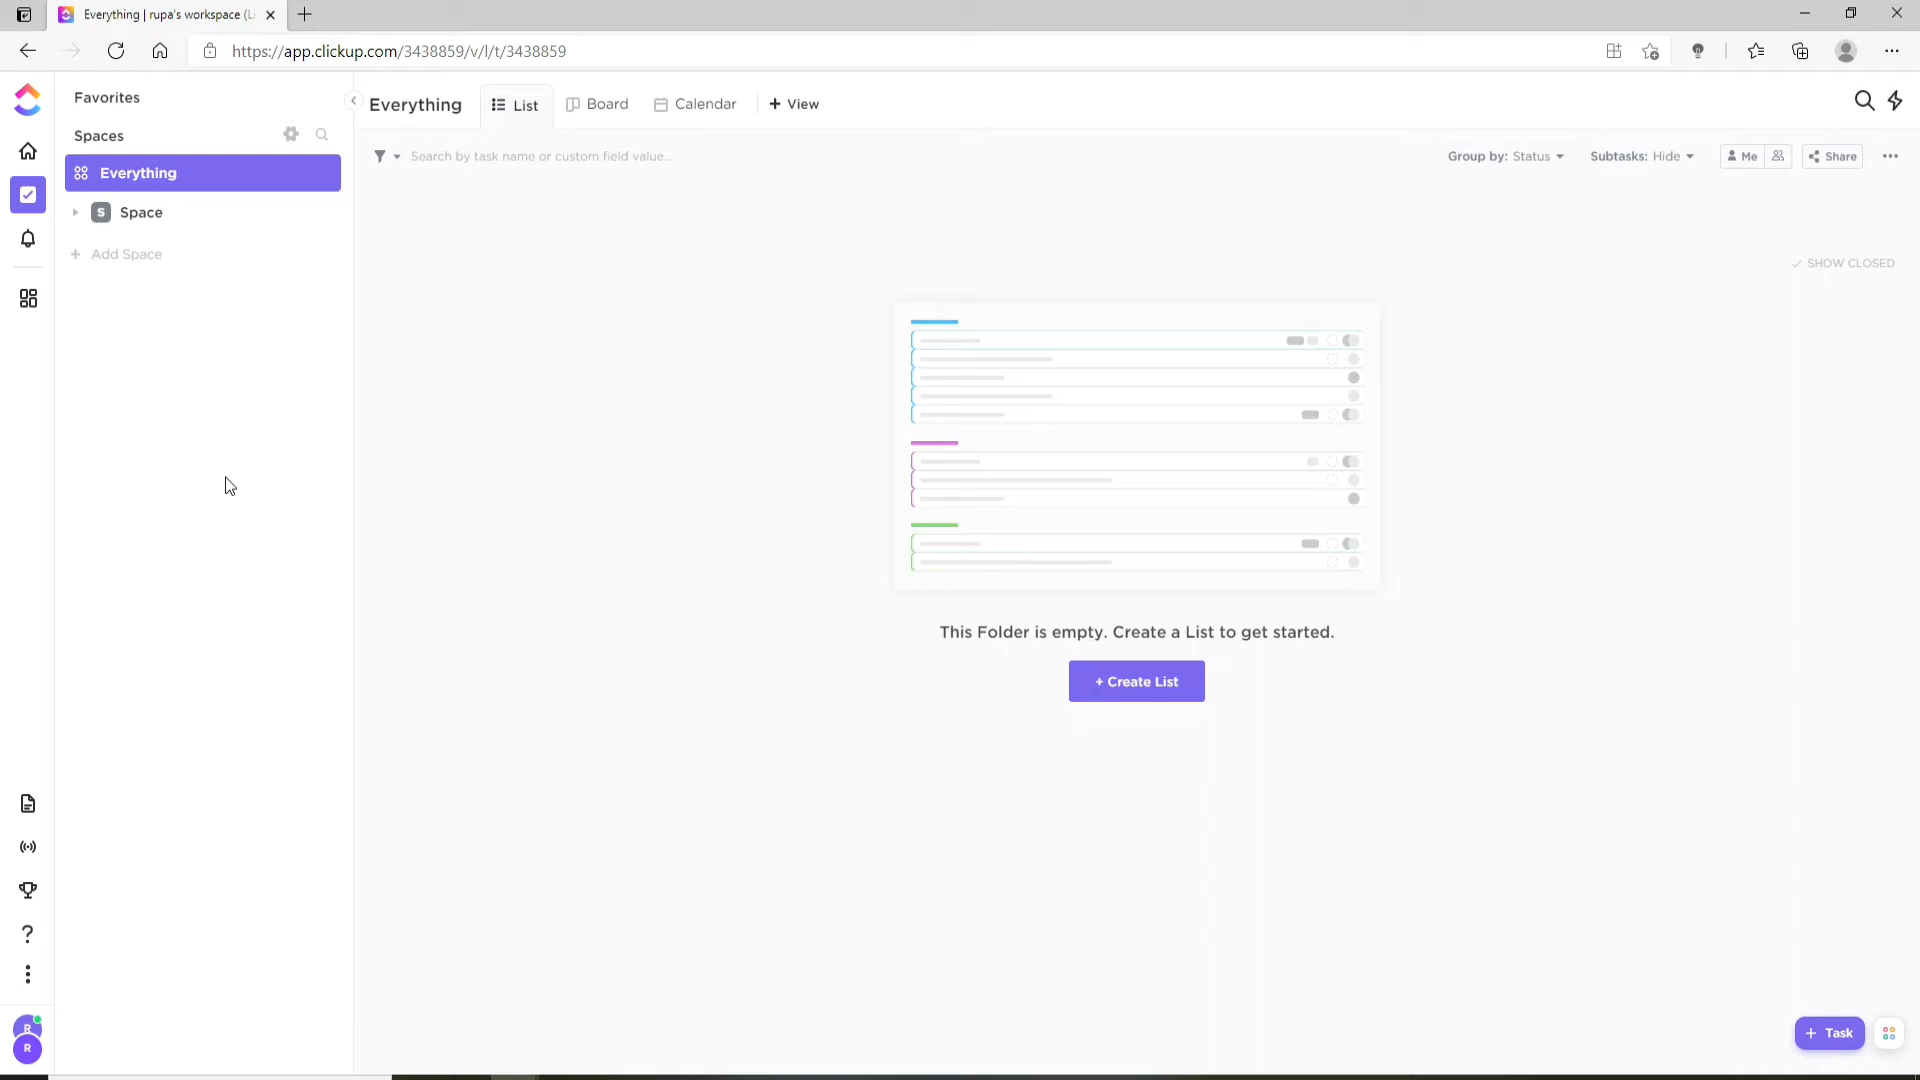 Everything | rupa's workspace (Li
https://app.clickup.com/3438859/v/l/t/3438859
Favorites
Spaces
Everything
S Space
+ Add Space
Everything
List
Board
Calendar
+ View
Search by task name or custom field value...
Group by: Status
Subtasks: Hide
Me
Share
SHOW CLOSED
This Folder is empty. Create a List to get started.
+ Create List
+ Task
R
R